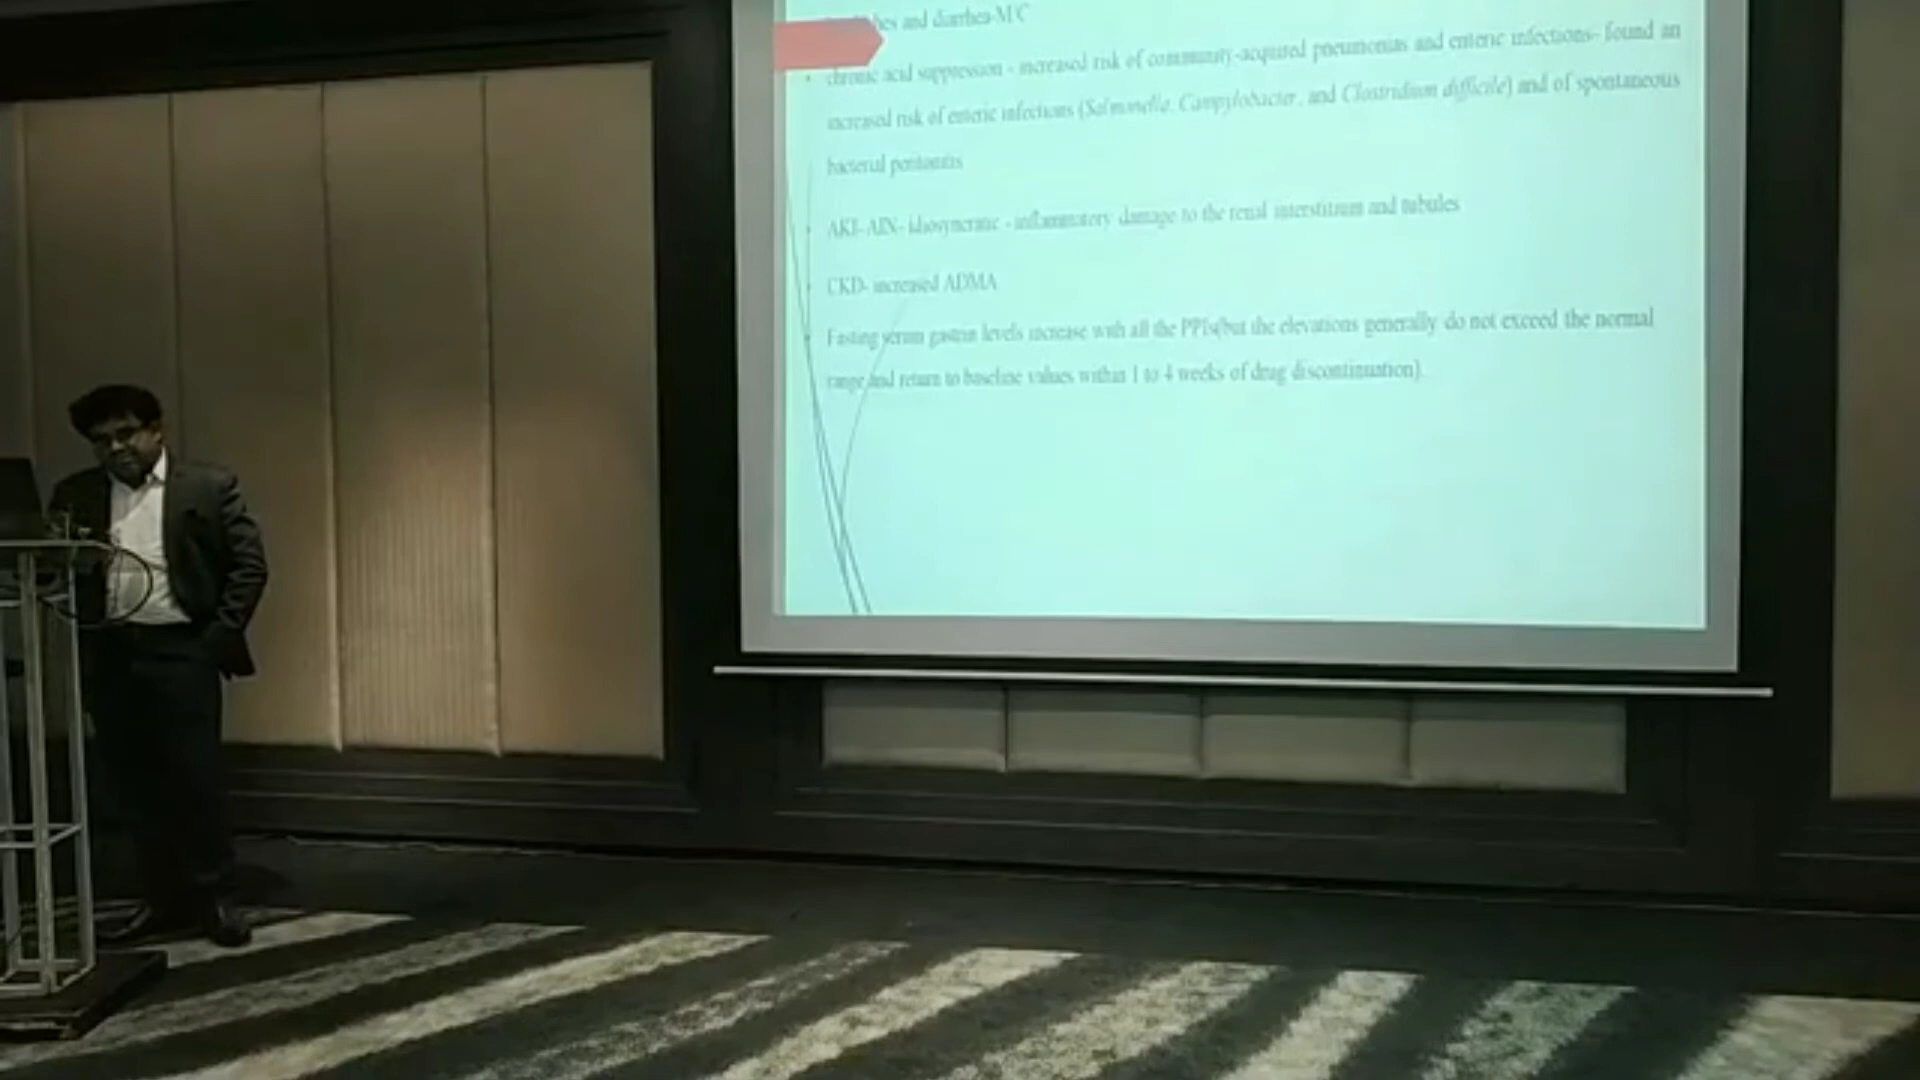 and diarrhea-M/C
chronic acid suppression - increased risk of community-acquired pneumonias and enteric infections- found an
increased risk of enteric infections (Salmonella, Campylobacter, and Clostridium difficile) and of spontaneous
bacterial peritonitis
AKI- AIN- idiosyncratic - inflammatory damage to the renal interstitium and tubules
CKD- increased ADMA
Fasting serum gastrin levels increase with all the PPIs(but the elevations generally do not exceed the normal
range and return to baseline values within 1 to 4 weeks of drug discontinuation).